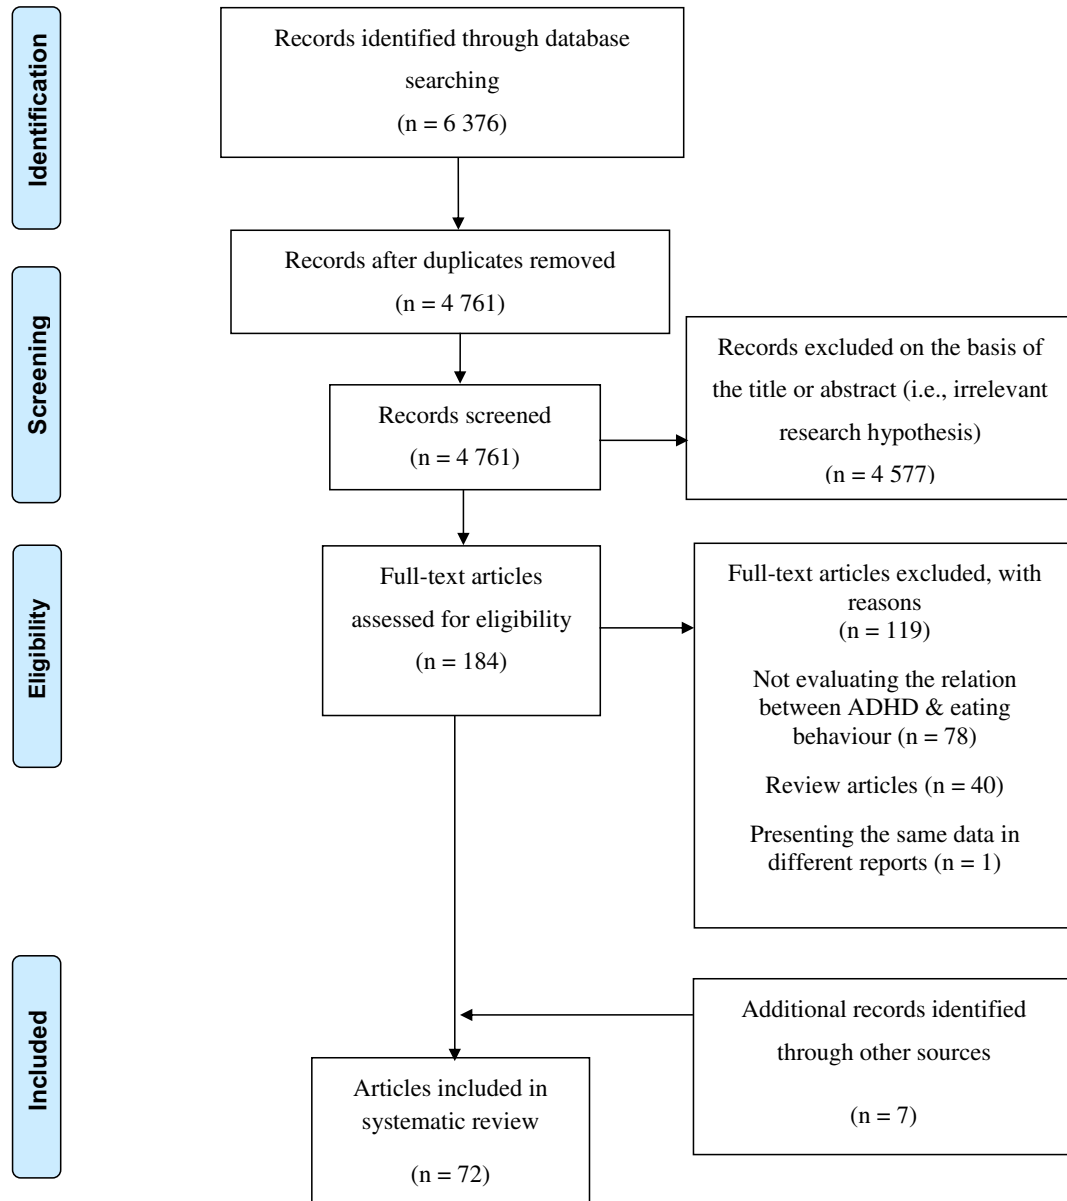 Identification
Records identified through database
searching
(n = 6 376)
Records after duplicates removed
(n = 4 761)
Screening
Records screened
(n = 4 761)
Records excluded on the basis of
the title or abstract (i.e., irrelevant
research hypothesis)
(n = 4 577)
Eligibility
Full-text articles
assessed for eligibility
(n = 184)
Full-text articles excluded, with
reasons
(n = 119)
Not evaluating the relation
between ADHD & eating
behaviour (n = 78)
Review articles (n = 40)
Presenting the same data in
different reports (n = 1)
Included
Additional records identified
through other sources
(n = 7)
Articles included in
systematic review
(n = 72)